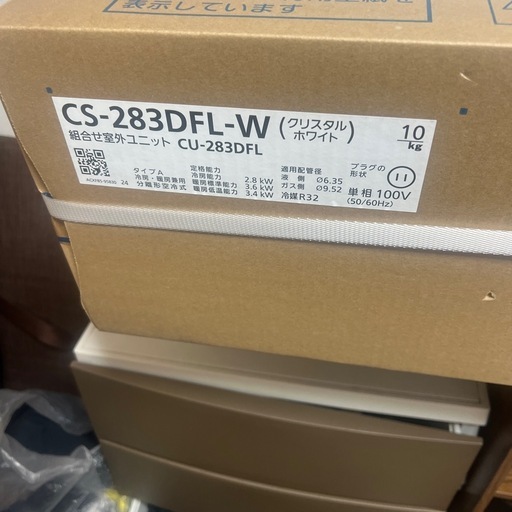 表示しています
CS-283DFL-W (クリスタルホワイト)
10kg
組合せ室外ユニット CU-283DFL
タイプA
冷房・暖房兼用
分離形空冷式
定格能力
冷房能力 2.8 kW
暖房標準能力 3.6 kW
暖房低温能力 3.4 kW
適用配管径
液 側 Ø6.35
ガス側 Ø9.52
冷媒R32
プラグの形状
単相 100V
(50/60Hz)
24